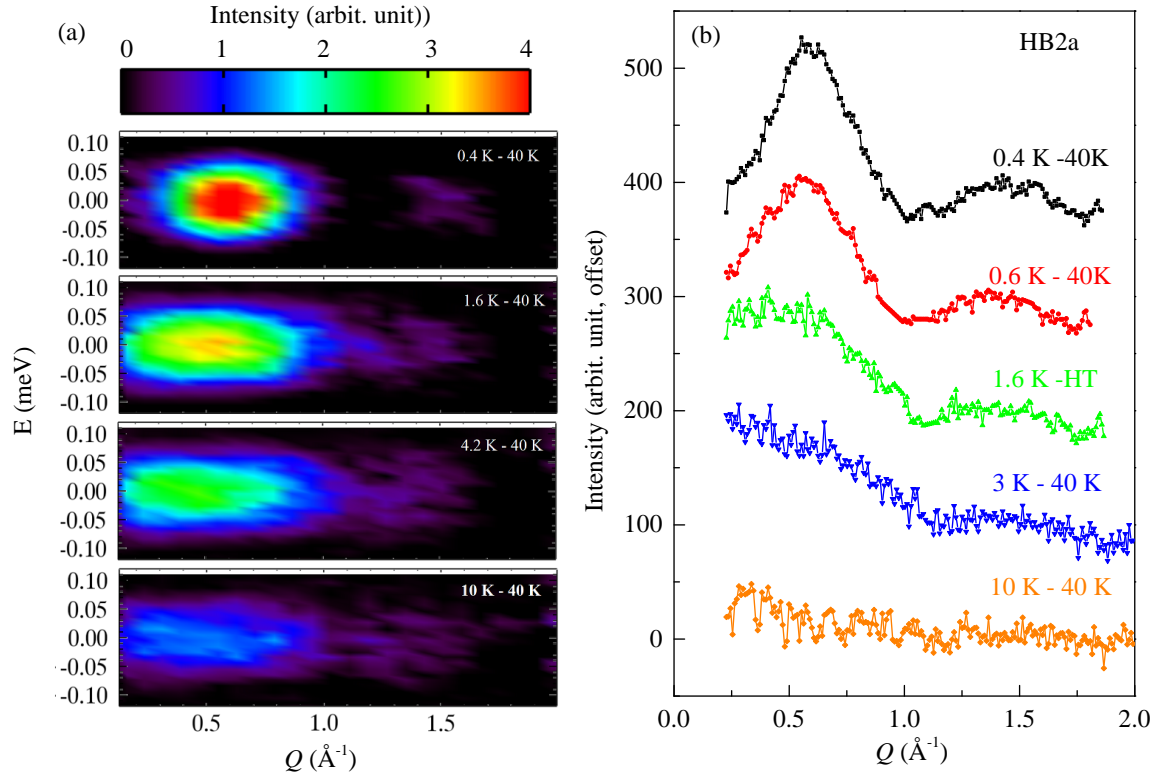 Intensity (arbit. unit))
(a)
0 1 2 3 4
0.10
0.05
0.00
-0.05
-0.10
0.4 K - 40 K
0.10
0.05
0.00
-0.05
-0.10
1.6 K - 40 K
0.10
0.05
0.00
-0.05
-0.10
4.2 K - 40 K
0.10
0.05
0.00
-0.05
-0.10
10 K - 40 K
E (meV)
0.5 1.0 1.5
Q (Å-1)
(b)
HB2a
500
400
300
200
100
0
Intensity (arbit. unit, offset)
0.4 K -40K
0.6 K - 40K
1.6 K -HT
3 K - 40 K
10 K - 40 K
0.0 0.5 1.0 1.5 2.0
Q (Å-1)